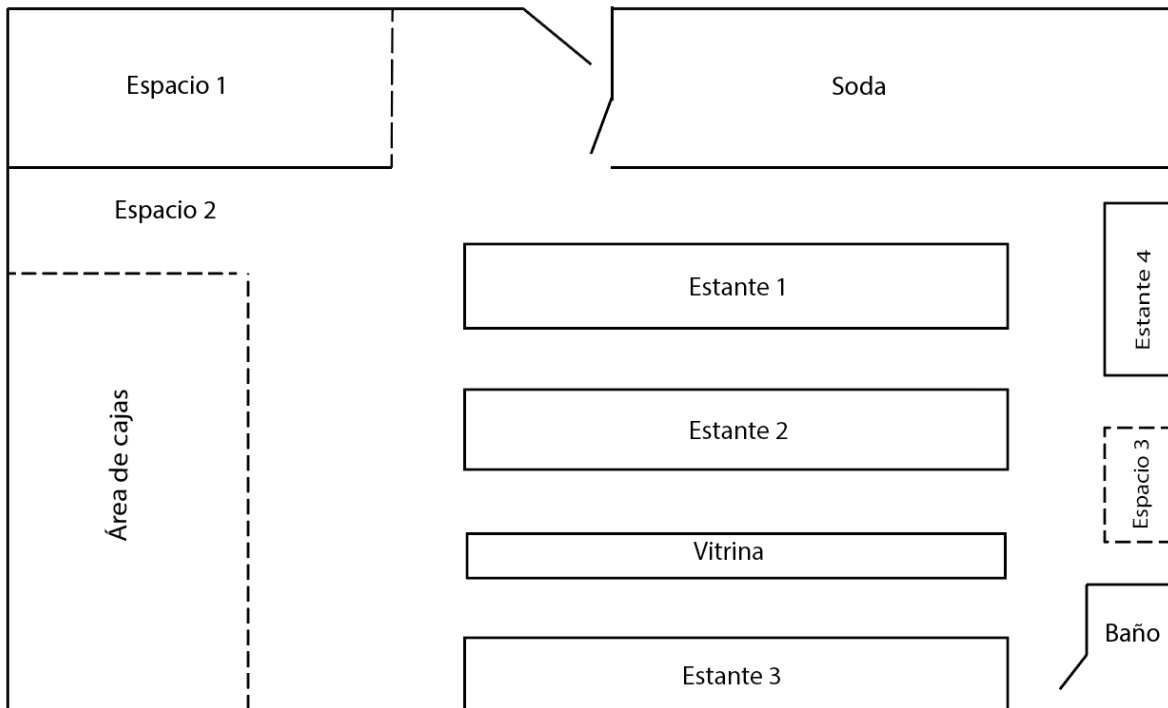 Espacio 1
Soda
Espacio 2
Estante 1
Estante 4
Área de cajas
Estante 2
Espacio 3
Vitrina
Baño
Estante 3